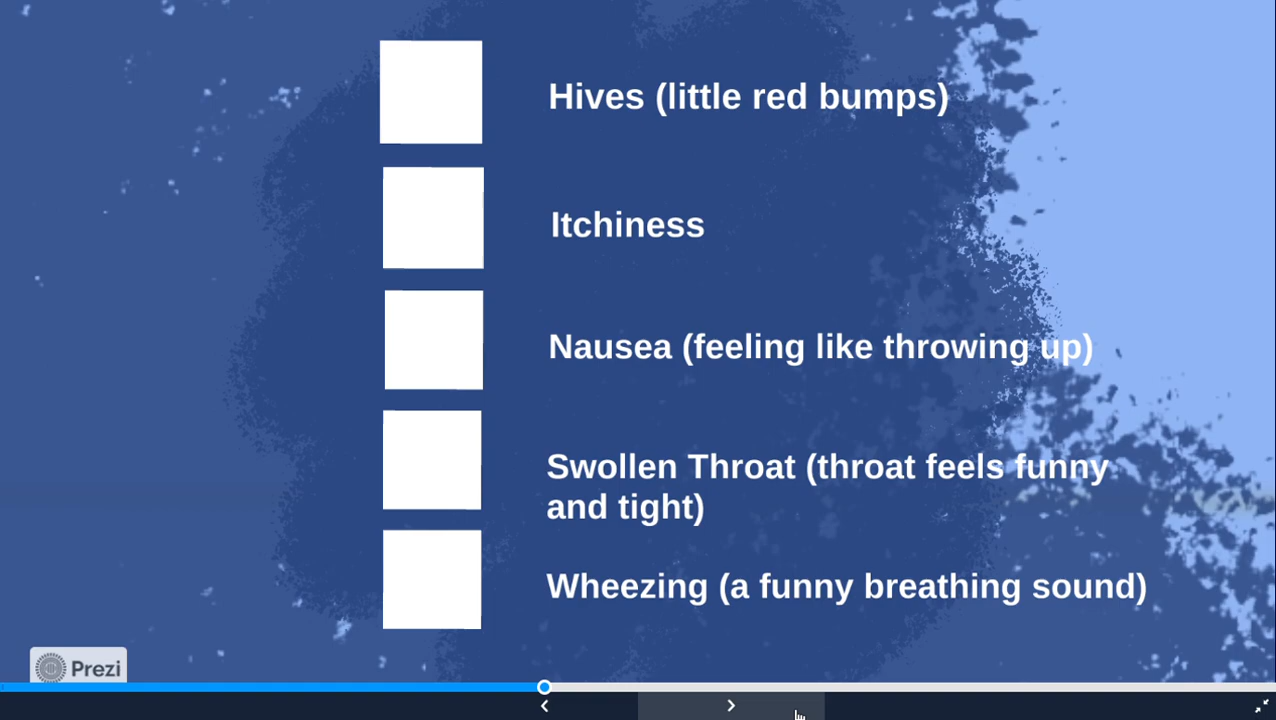 Hives (little red bumps)
Itchiness
Nausea (feeling like throwing up)
Swollen Throat (throat feels funny
and tight)
Wheezing (a funny breathing sound)
Prezi